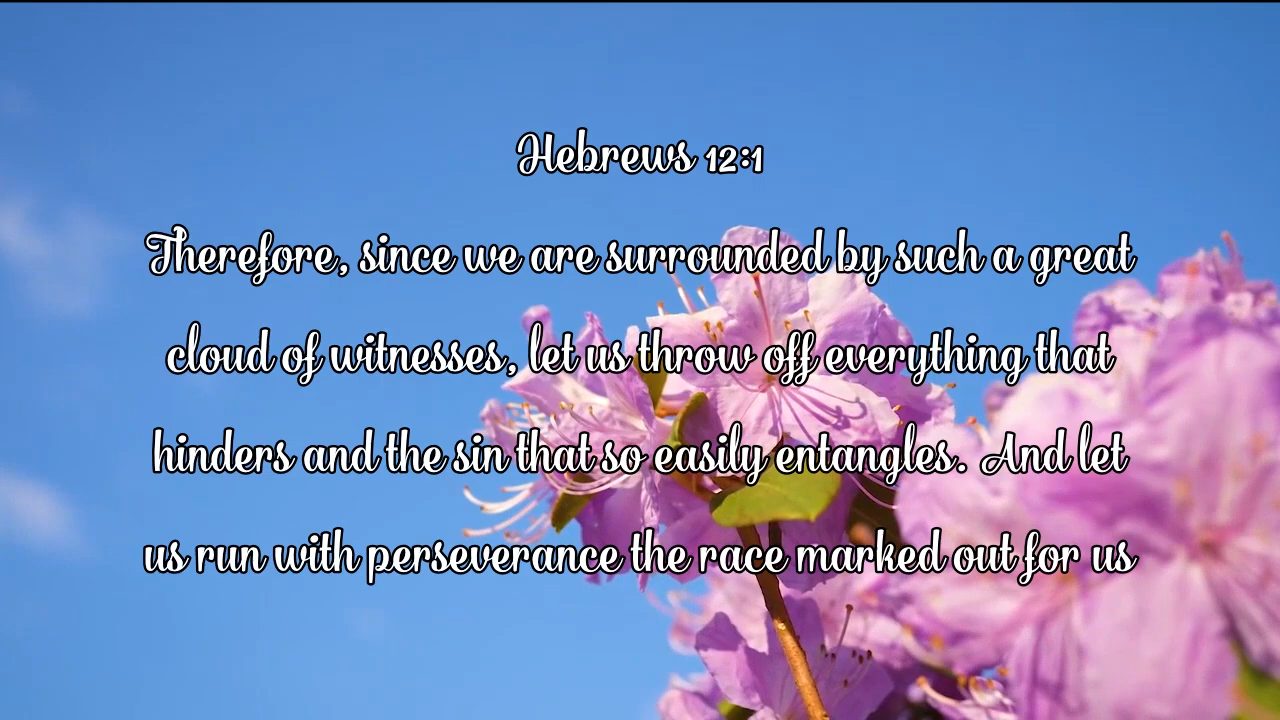 Hebrews 12:1
Therefore, since we are surrounded by such a great
cloud of witnesses, let us throw off everything that
hinders and the sin that so easily entangles. And let
us run with perseverance the race marked out for us